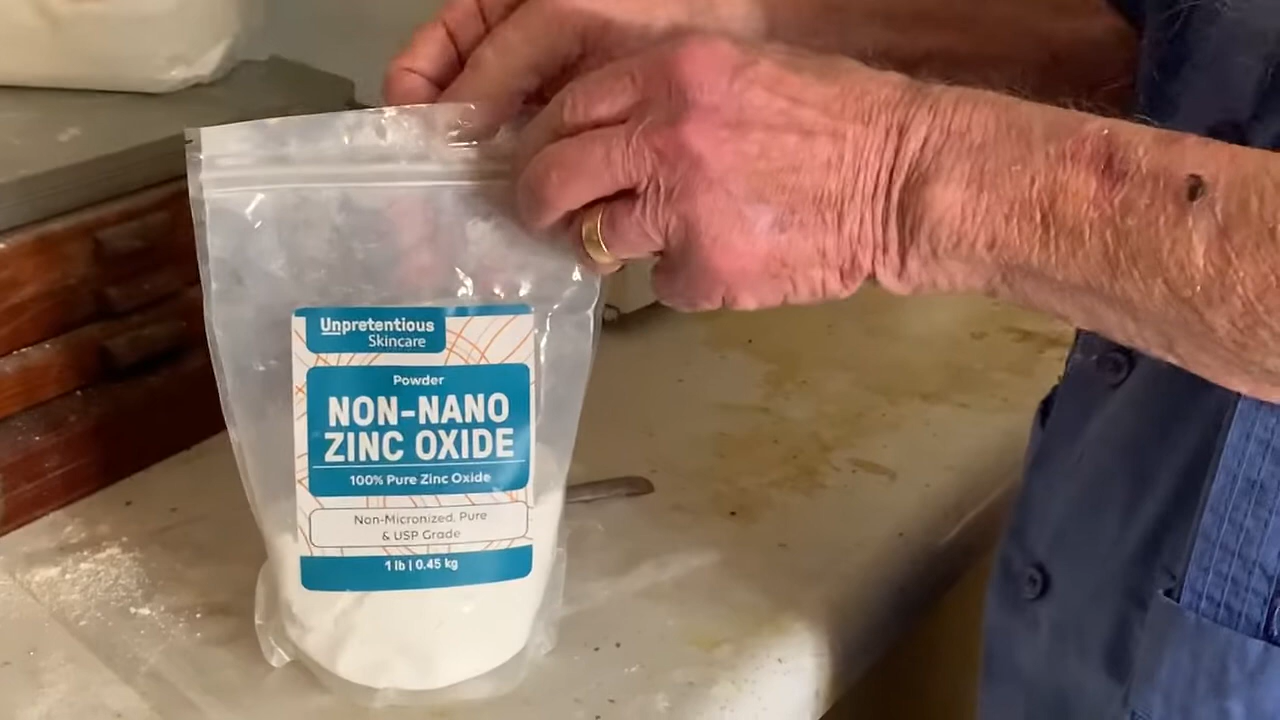 Unpretentious
Skincare
Powder
NON-NANO
ZINC OXIDE
100% Pure Zinc Oxide
Non-Micronized, Pure
& USP Grade
1 lb | 0.45 kg